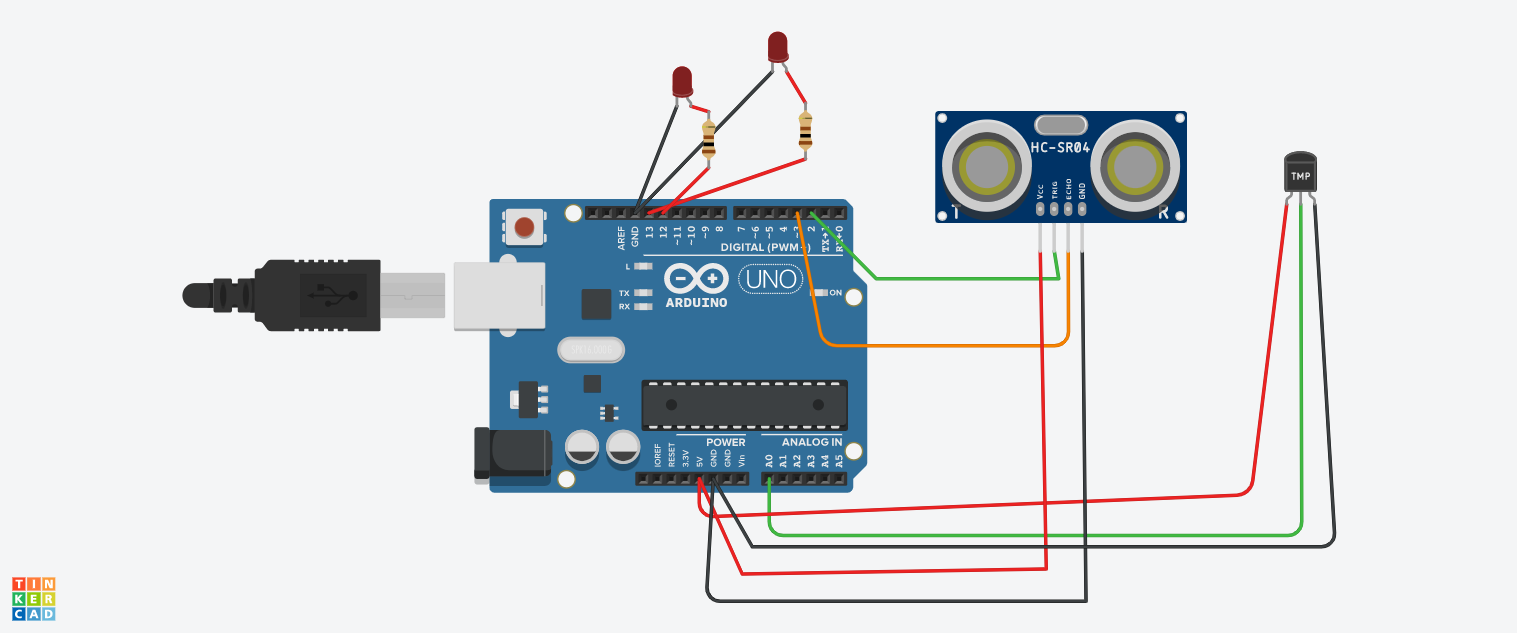 HC-SR04
Vcc
TRIG
ECHO
GND
T
R
TMP
AREF
GND
13
12
~11
~10
~9
8
7
~6
~5
4
~3
2
TX→1
DIGITAL (PWM
L
TX
RX
UNO
ARDUINO
ON
POWER
ANALOG IN
IOREF
RESET
3.3V
5V
GND
GND
Vin
A0
A1
A2
A3
A4
A5
TIN
KER
CAD